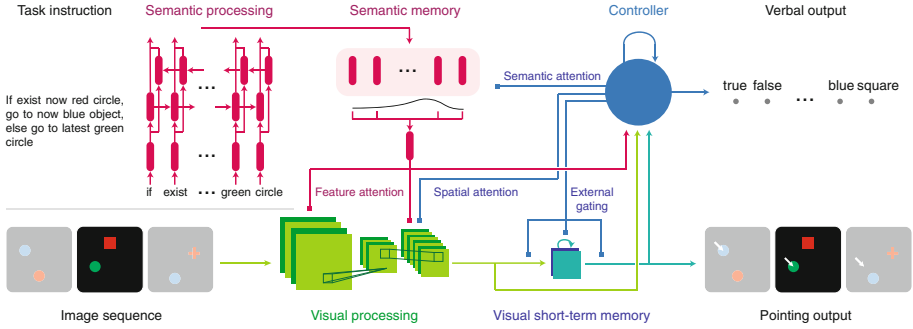 Task instruction
Semantic processing
Semantic memory
Controller
Verbal output
If exist now red circle,
go to now blue object,
else go to latest green
circle
...
...
if exist ... green circle
...
Semantic attention
true false ... blue square
Feature attention
Spatial attention
External
gating
Image sequence
Visual processing
Visual short-term memory
Pointing output